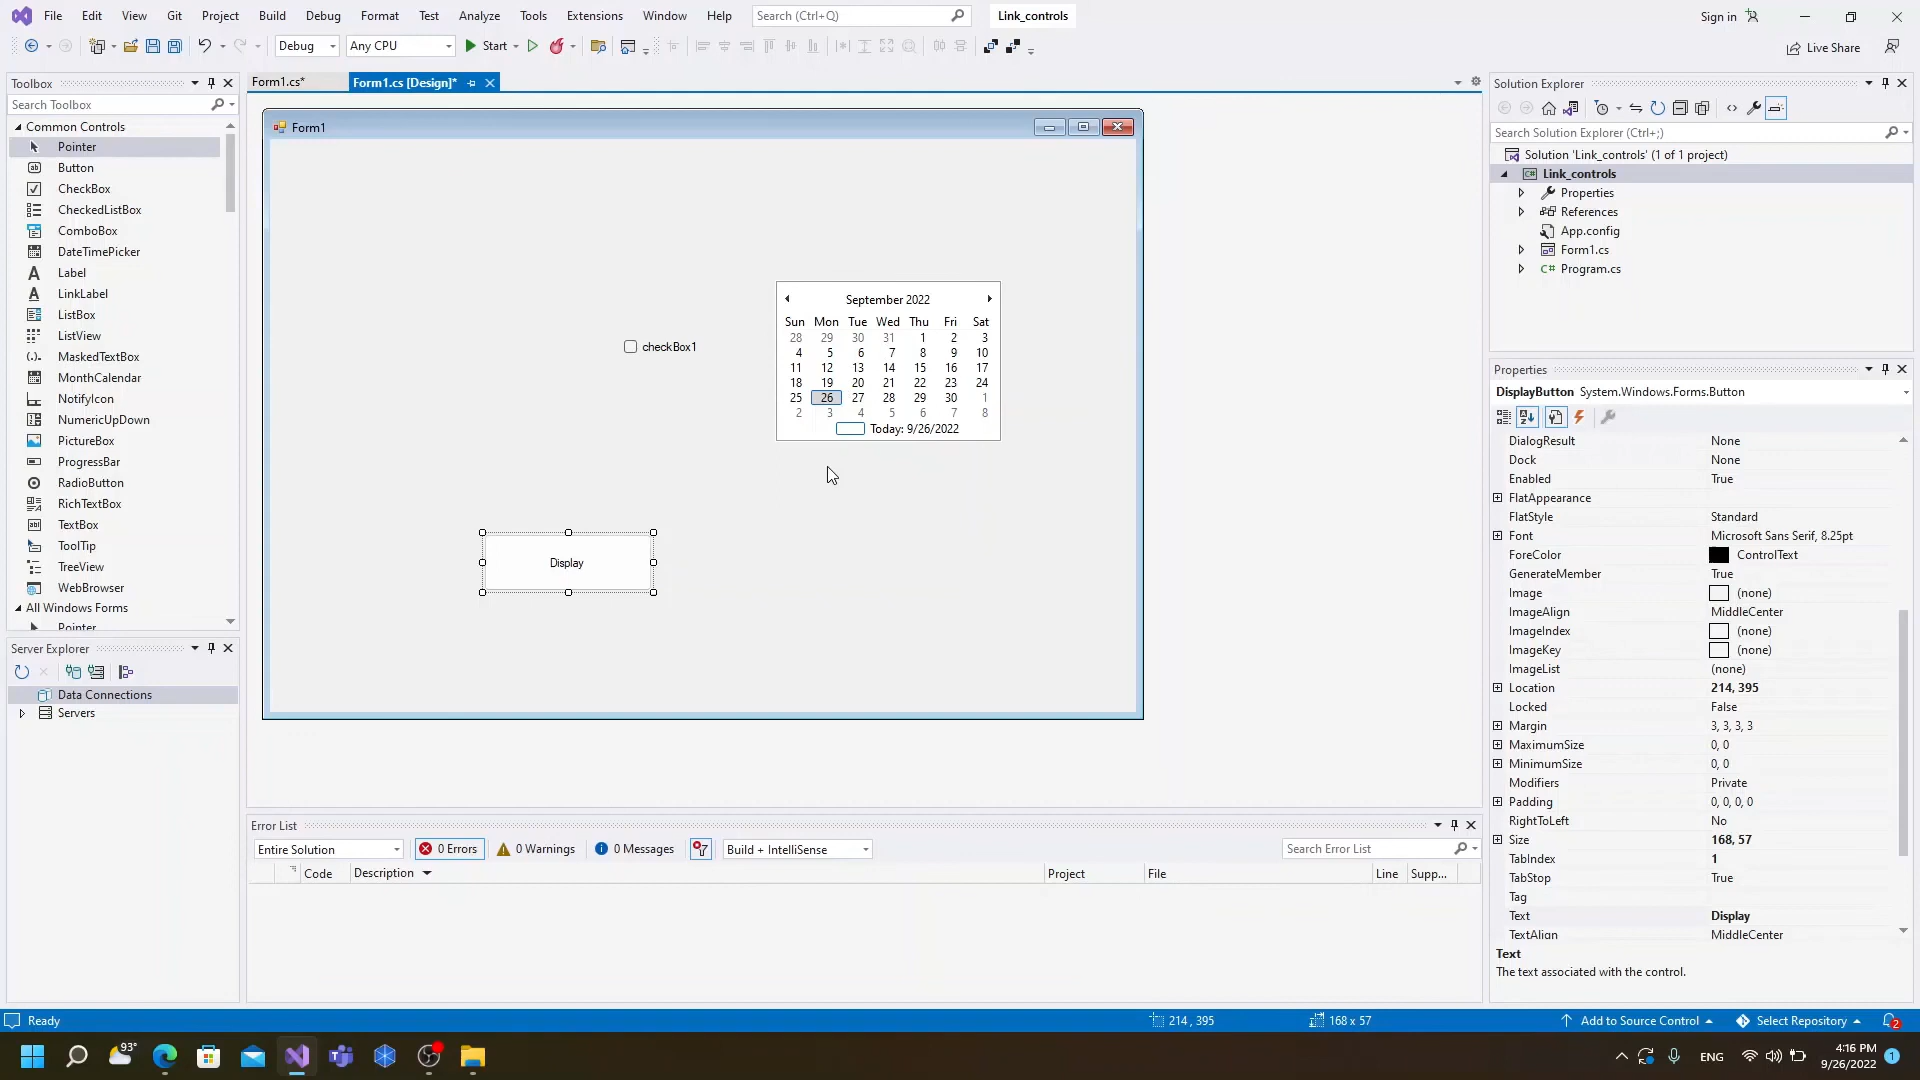 File Edit View Git Project Build Debug Format Test Analyze Tools Extensions Window Help Search (Ctrl+Q) Link_controls Sign in
Debug Any CPU Start Live Share
Toolbox
Search Toolbox
Common Controls
Pointer
Button
CheckBox
CheckedListBox
ComboBox
DateTimePicker
Label
LinkLabel
ListBox
ListView
MaskedTextBox
MonthCalendar
NotifyIcon
NumericUpDown
PictureBox
ProgressBar
RadioButton
RichTextBox
TextBox
ToolTip
TreeView
WebBrowser
All Windows Forms
Pointer
Server Explorer
Data Connections
Servers
Form1.cs* Form1.cs [Design]*
Form1
checkBox1
September 2022
Sun Mon Tue Wed Thu Fri Sat
28 29 30 31 1 2 3
4 5 6 7 8 9 10
11 12 13 14 15 16 17
18 19 20 21 22 23 24
25 26 27 28 29 30 1
2 3 4 5 6 7 8
Today: 9/26/2022
Display
Error List
Entire Solution 0 Errors 0 Warnings 0 Messages Build + IntelliSense Search Error List
Code Description Project File Line Supp...
Solution Explorer
Search Solution Explorer (Ctrl+;)
Solution 'Link_controls' (1 of 1 project)
Link_controls
Properties
References
App.config
Form1.cs
Program.cs
Properties
DisplayButton System.Windows.Forms.Button
DialogResult None
Dock None
Enabled True
FlatAppearance
FlatStyle Standard
Font Microsoft Sans Serif, 8.25pt
ForeColor ControlText
GenerateMember True
Image (none)
ImageAlign MiddleCenter
ImageIndex (none)
ImageKey (none)
ImageList (none)
Location 214, 395
Locked False
Margin 3, 3, 3, 3
MaximumSize 0, 0
MinimumSize 0, 0
Modifiers Private
Padding 0, 0, 0, 0
RightToLeft No
Size 168, 57
TabIndex 1
TabStop True
Tag
Text Display
TextAlign MiddleCenter
Text
The text associated with the control.
Ready 214 , 395 168 x 57 Add to Source Control Select Repository 2
93° ENG 4:16 PM 1
9/26/2022